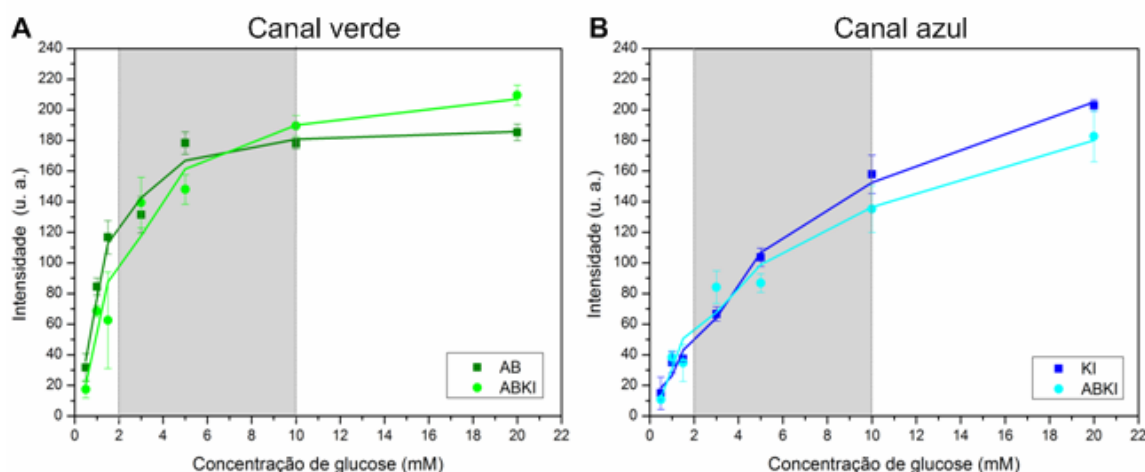 A
Canal verde
240
220
200
180
160
140
120
100
80
60
40
20
0
Intensidade (u. a.)
AB
ABKI
0 2 4 6 8 10 12 14 16 18 20 22
Concentração de glucose (mM)
B
Canal azul
240
220
200
180
160
140
120
100
80
60
40
20
0
Intensidade (u. a.)
KI
ABKI
0 2 4 6 8 10 12 14 16 18 20 22
Concentração de glucose (mM)